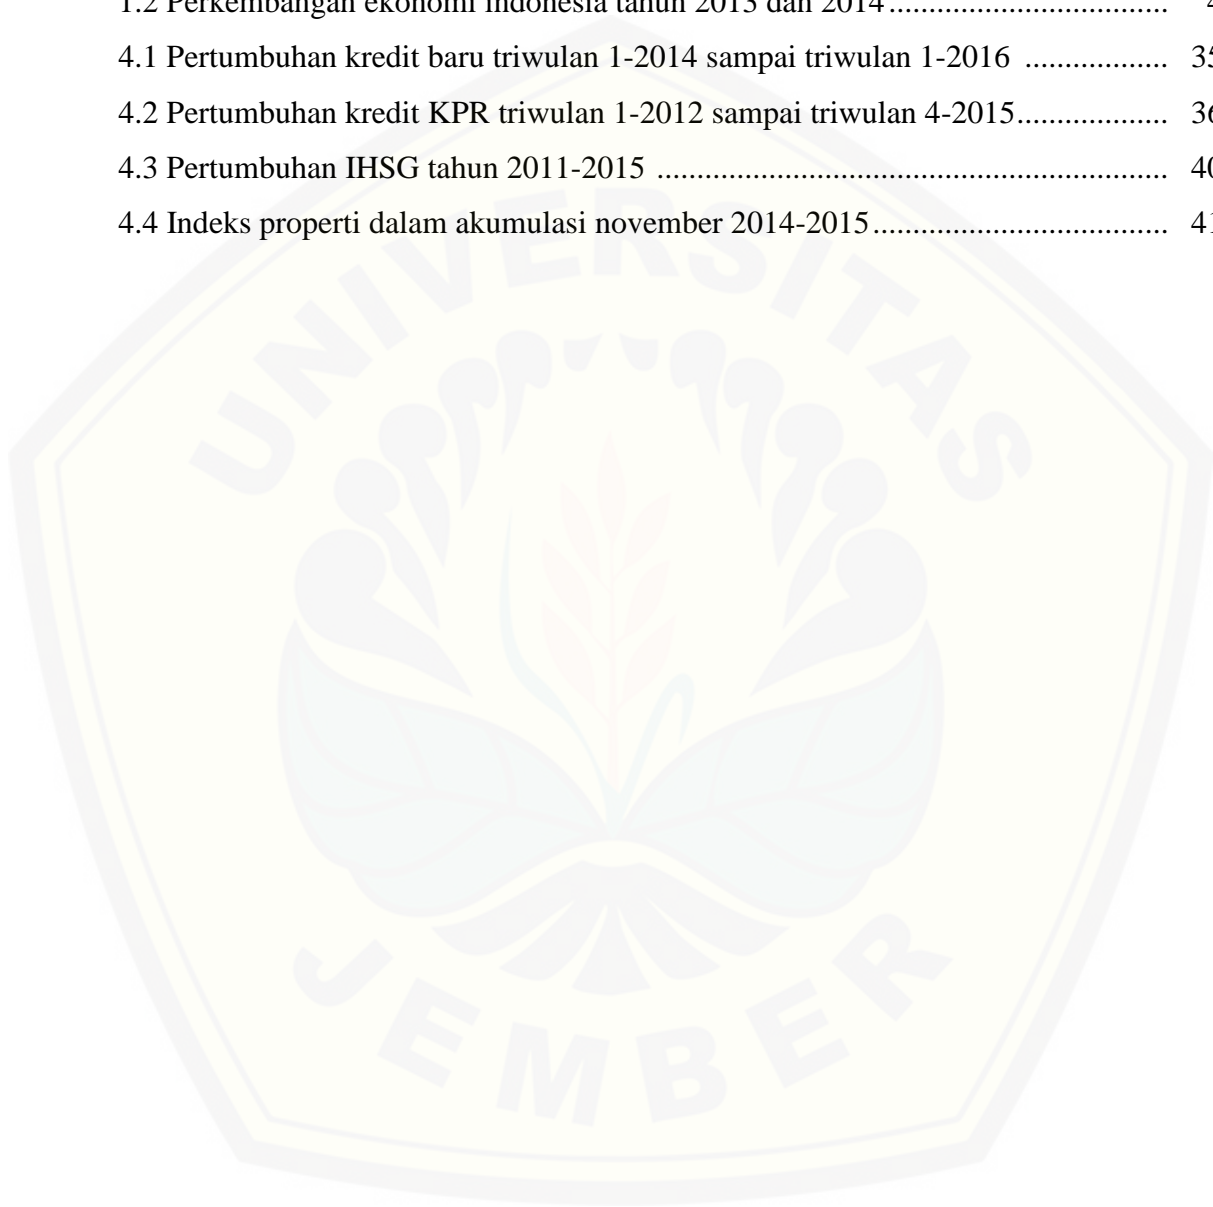 1.2 Perkembangan ekonomi indonesia tahun 2013 dan 2014.................................. 4
4.1 Pertumbuhan kredit baru triwulan 1-2014 sampai triwulan 1-2016 .................. 35
4.2 Pertumbuhan kredit KPR triwulan 1-2012 sampai triwulan 4-2015................... 36
4.3 Pertumbuhan IHSG tahun 2011-2015 ............................................................... 40
4.4 Indeks properti dalam akumulasi november 2014-2015.................................... 41
UNIVERSITAS
JEMBER